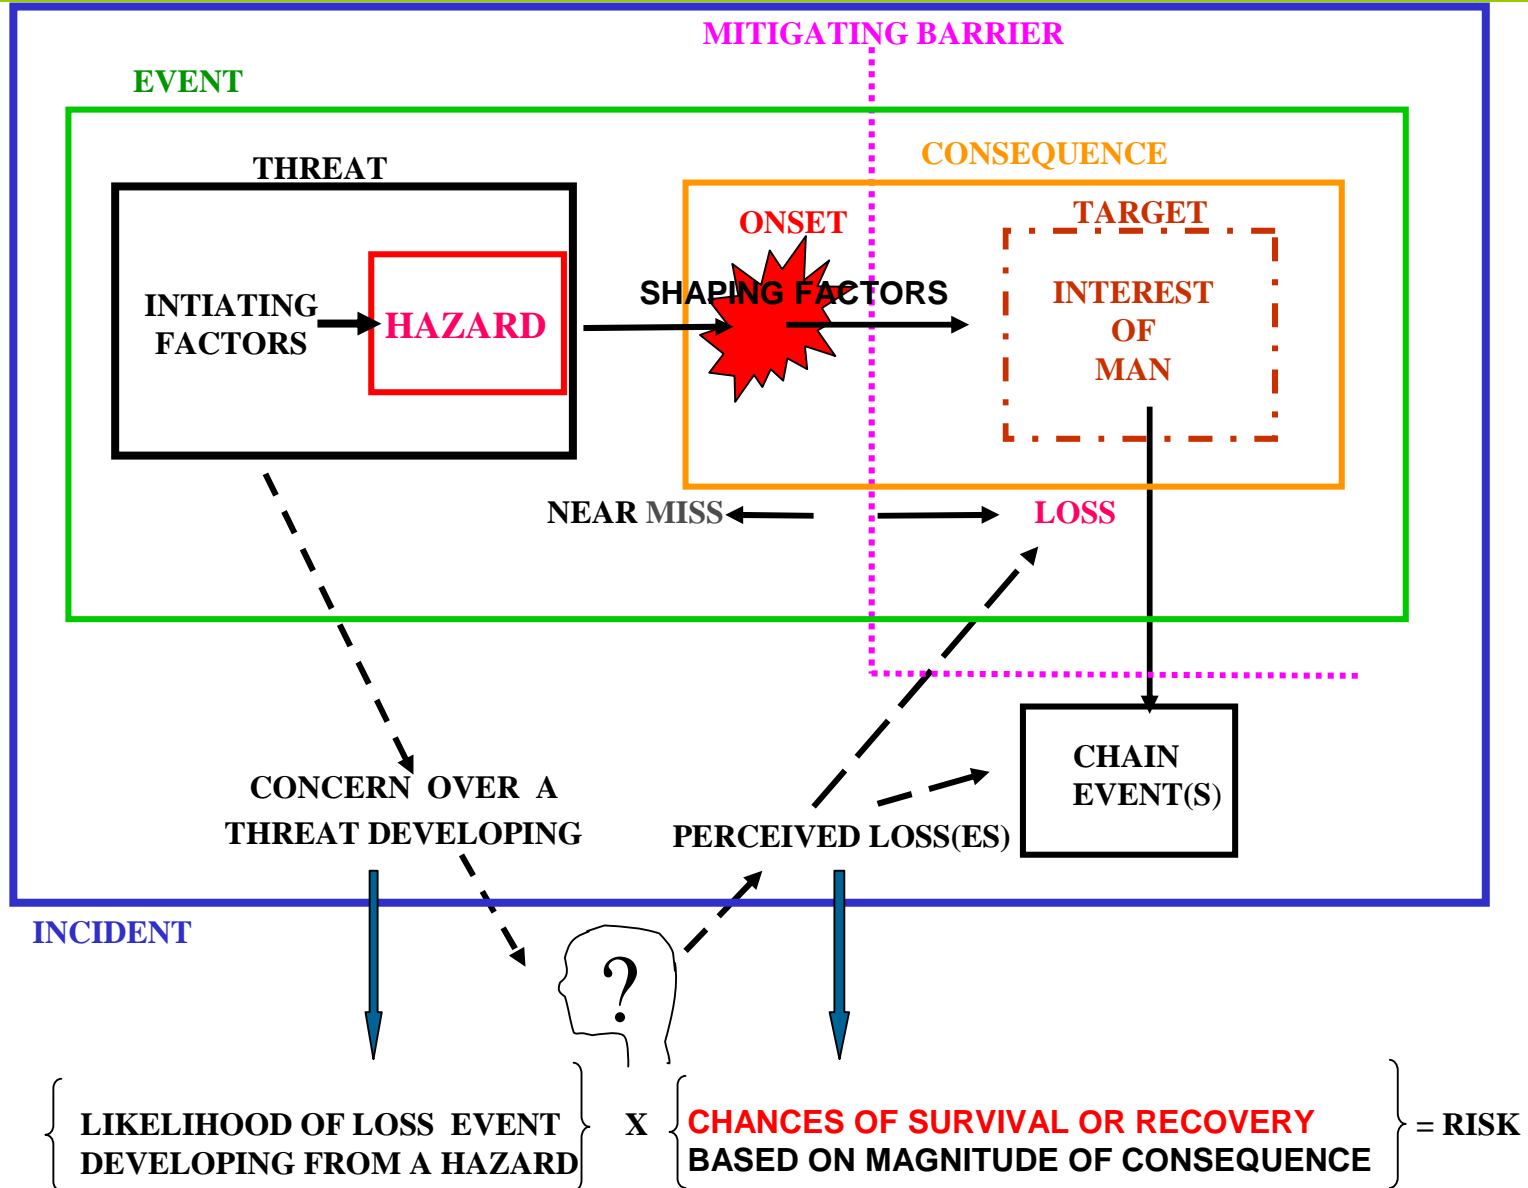 MITIGATING BARRIER
EVENT
CONSEQUENCE
THREAT
TARGET
ONSET
SHAPING FACTORS
INTIATING
FACTORS
HAZARD
INTEREST
OF
MAN
NEAR MISS
LOSS
CONCERN OVER A
THREAT DEVELOPING
PERCEIVED LOSS(ES)
CHAIN
EVENT(S)
INCIDENT
?
LIKELIHOOD OF LOSS EVENT
DEVELOPING FROM A HAZARD
X
CHANCES OF SURVIVAL OR RECOVERY
BASED ON MAGNITUDE OF CONSEQUENCE
= RISK